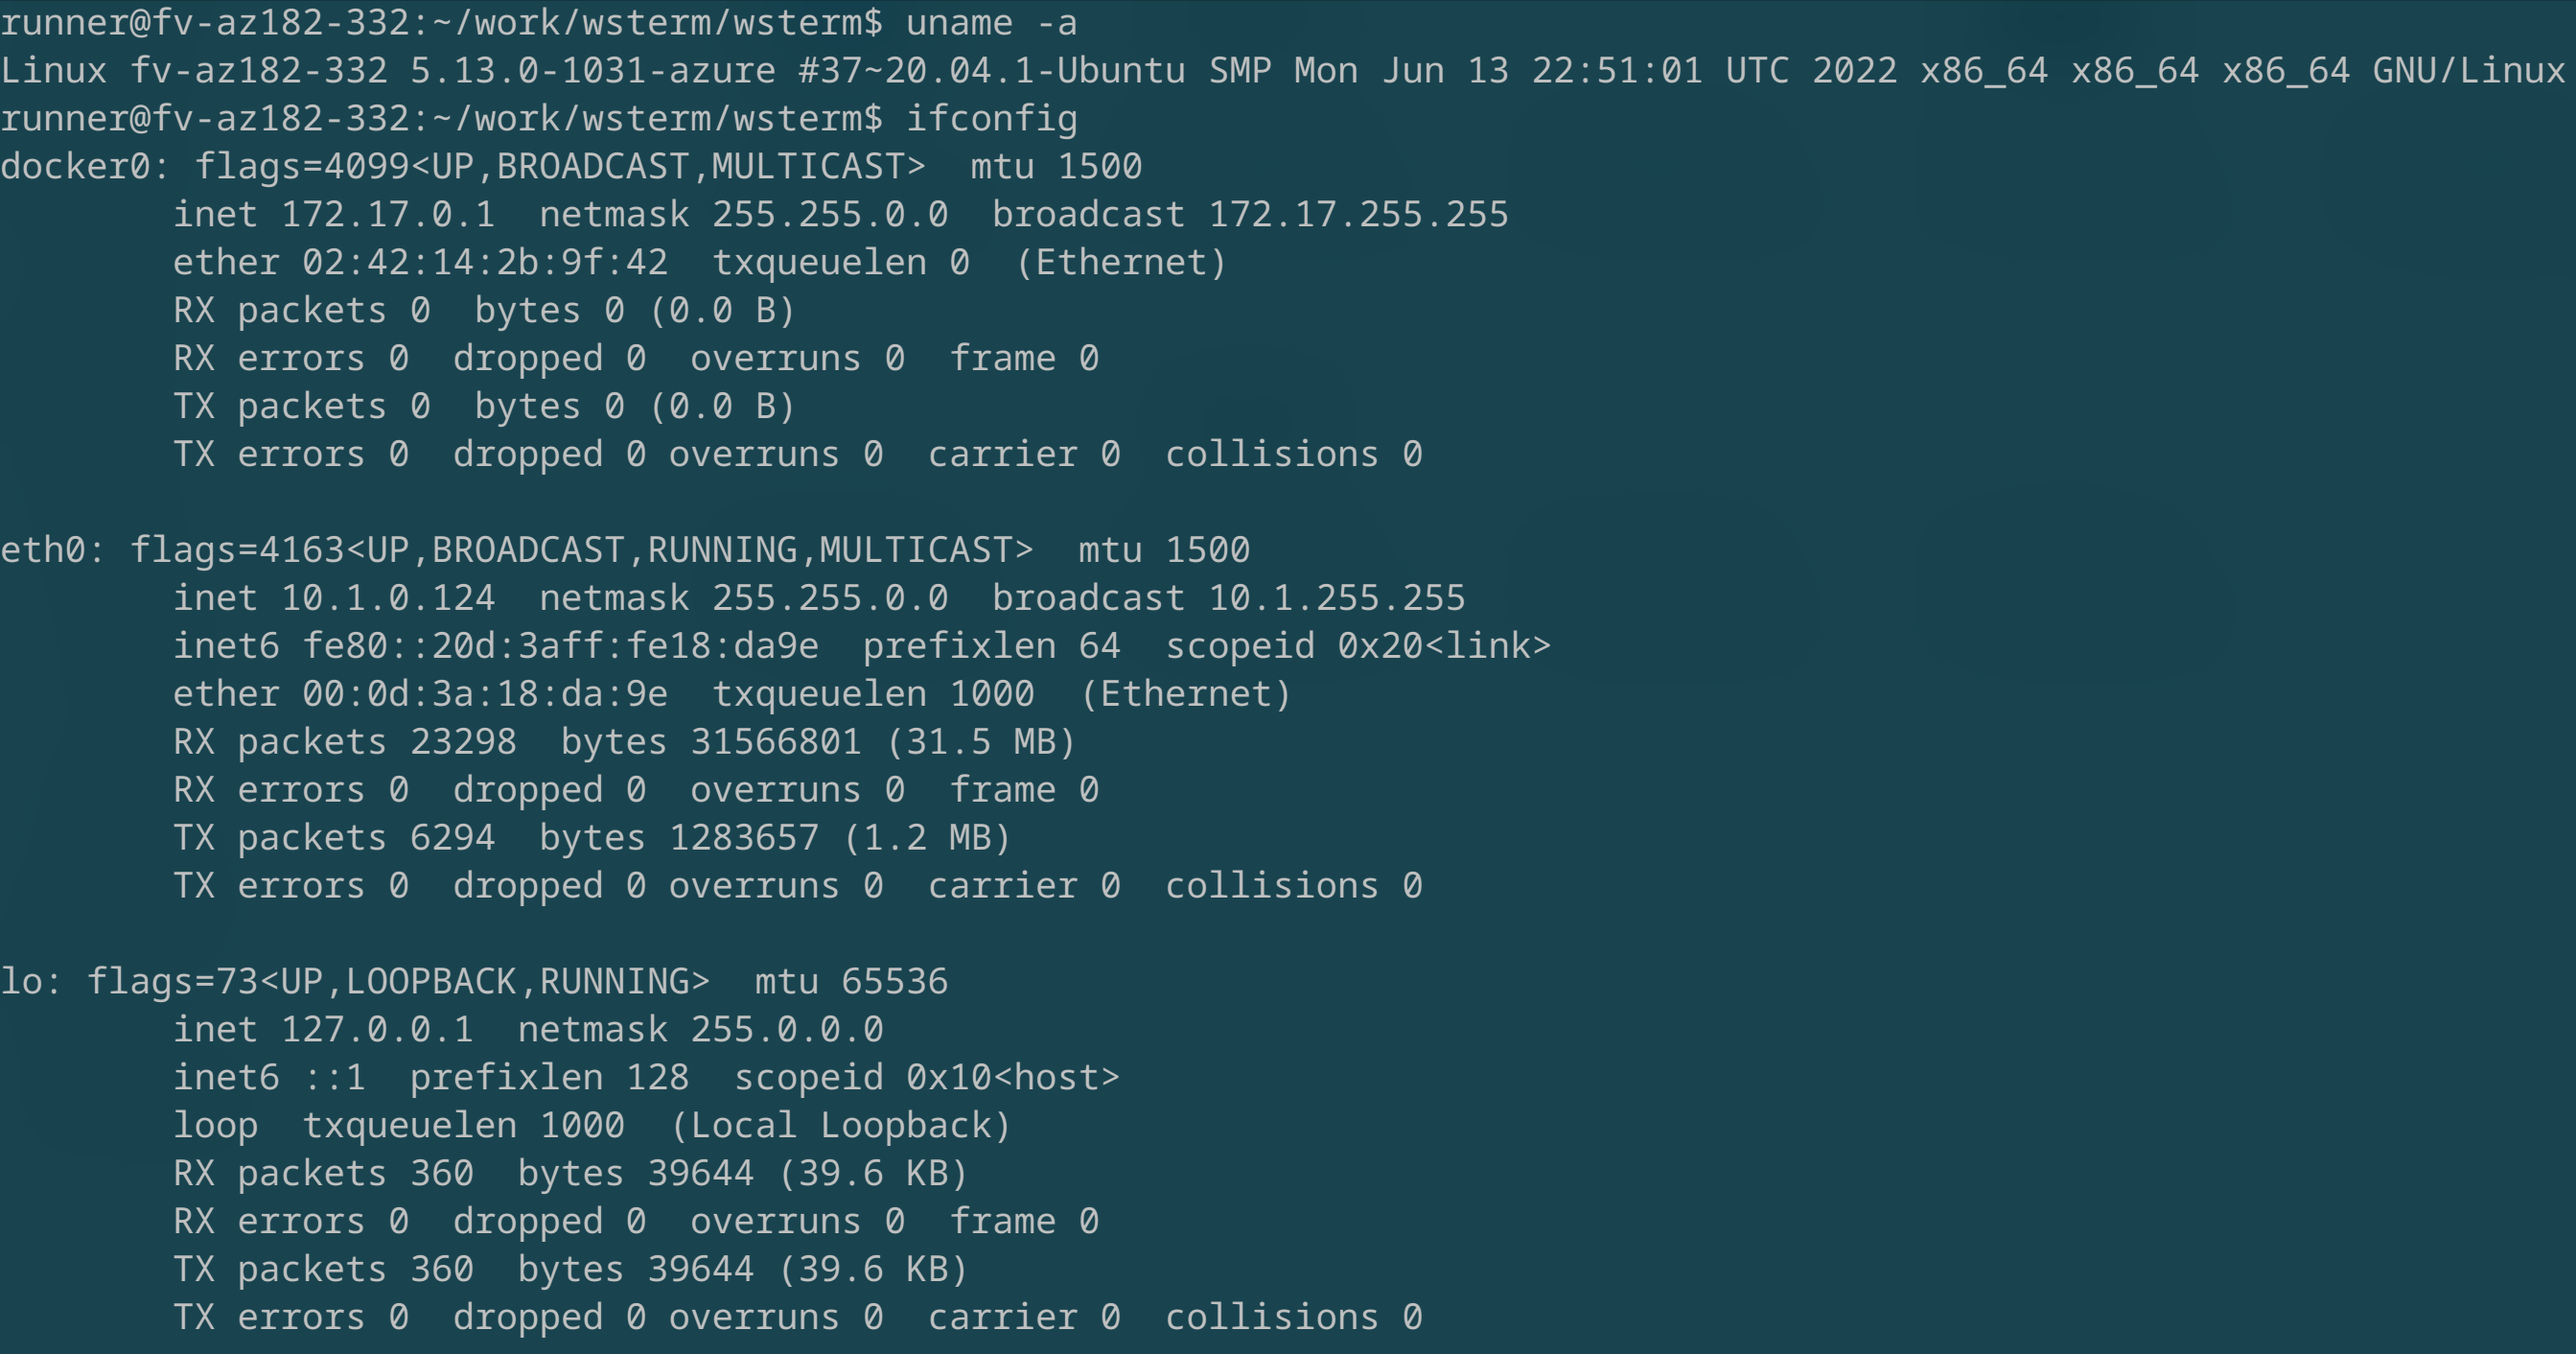 runner@fv-az182-332:~/work/wsterm/wsterm$ uname -a
Linux fv-az182-332 5.13.0-1031-azure #37~20.04.1-Ubuntu SMP Mon Jun 13 22:51:01 UTC 2022 x86_64 x86_64 x86_64 GNU/Linux
runner@fv-az182-332:~/work/wsterm/wsterm$ ifconfig
docker0: flags=4099<UP,BROADCAST,MULTICAST>  mtu 1500
        inet 172.17.0.1  netmask 255.255.0.0  broadcast 172.17.255.255
        ether 02:42:14:2b:9f:42  txqueuelen 0  (Ethernet)
        RX packets 0  bytes 0 (0.0 B)
        RX errors 0  dropped 0  overruns 0  frame 0
        TX packets 0  bytes 0 (0.0 B)
        TX errors 0  dropped 0 overruns 0  carrier 0  collisions 0

eth0: flags=4163<UP,BROADCAST,RUNNING,MULTICAST>  mtu 1500
        inet 10.1.0.124  netmask 255.255.0.0  broadcast 10.1.255.255
        inet6 fe80::20d:3aff:fe18:da9e  prefixlen 64  scopeid 0x20<link>
        ether 00:0d:3a:18:da:9e  txqueuelen 1000  (Ethernet)
        RX packets 23298  bytes 31566801 (31.5 MB)
        RX errors 0  dropped 0  overruns 0  frame 0
        TX packets 6294  bytes 1283657 (1.2 MB)
        TX errors 0  dropped 0 overruns 0  carrier 0  collisions 0

lo: flags=73<UP,LOOPBACK,RUNNING>  mtu 65536
        inet 127.0.0.1  netmask 255.0.0.0
        inet6 ::1  prefixlen 128  scopeid 0x10<host>
        loop  txqueuelen 1000  (Local Loopback)
        RX packets 360  bytes 39644 (39.6 KB)
        RX errors 0  dropped 0  overruns 0  frame 0
        TX packets 360  bytes 39644 (39.6 KB)
        TX errors 0  dropped 0 overruns 0  carrier 0  collisions 0